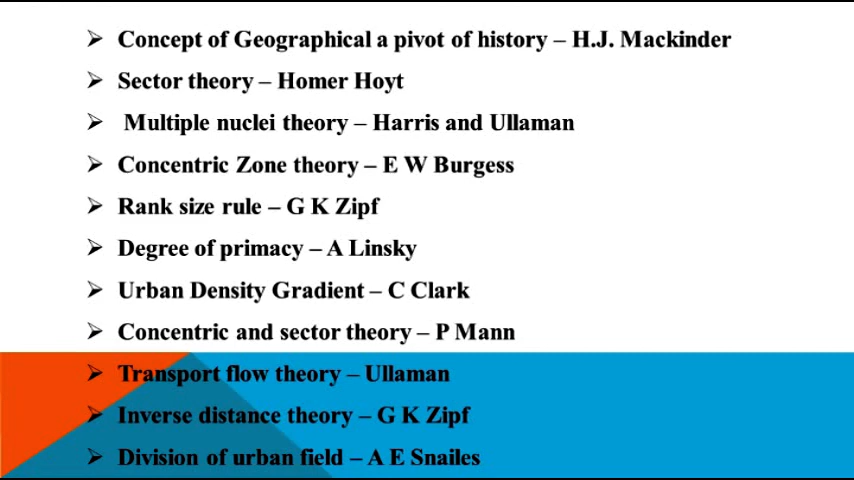 ➢ Concept of Geographical a pivot of history – H.J. Mackinder
➢ Sector theory – Homer Hoyt
➢ Multiple nuclei theory – Harris and Ullaman
➢ Concentric Zone theory – E W Burgess
➢ Rank size rule – G K Zipf
➢ Degree of primacy – A Linsky
➢ Urban Density Gradient – C Clark
➢ Concentric and sector theory – P Mann
➢ Transport flow theory – Ullaman
➢ Inverse distance theory – G K Zipf
➢ Division of urban field – A E Snailes